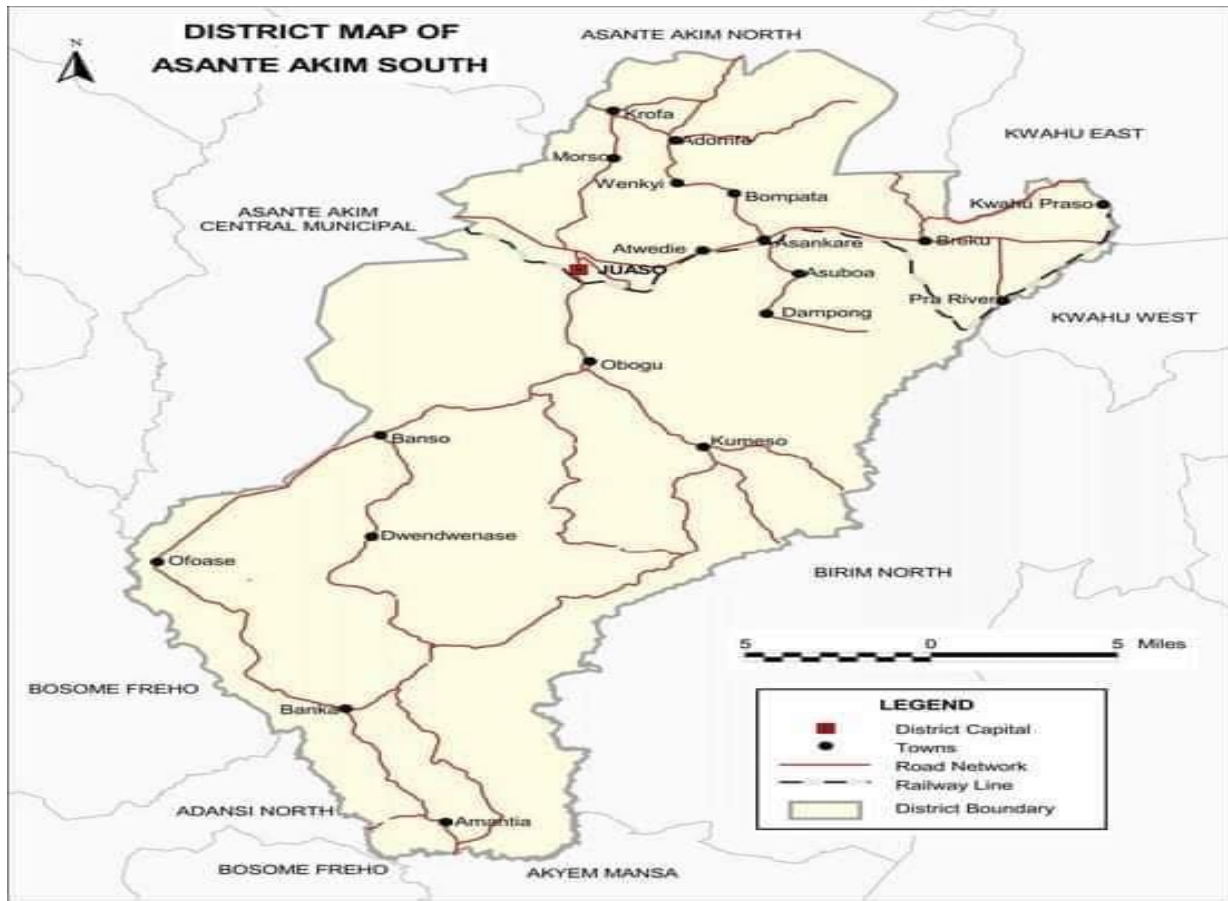 DISTRICT MAP OF
ASANTE AKIM SOUTH
N
ASANTE AKIM NORTH
KWAHU EAST
Krofa
Adomfe
Morso
Wenkyi
Bompata
Kwahu Praso
ASANTE AKIM
CENTRAL MUNICIPAL
Atwedie
Asankare
Breku
JUASO
Asuboa
Pra River
Dampong
KWAHU WEST
Obogu
Banso
Kumeso
Dwendwenase
Ofoase
BIRIM NORTH
5 0 5 Miles
BOSOME FREHO
Banka
LEGEND
District Capital
Towns
Road Network
Railway Line
District Boundary
ADANSI NORTH
Amantia
BOSOME FREHO
AKYEM MANSA